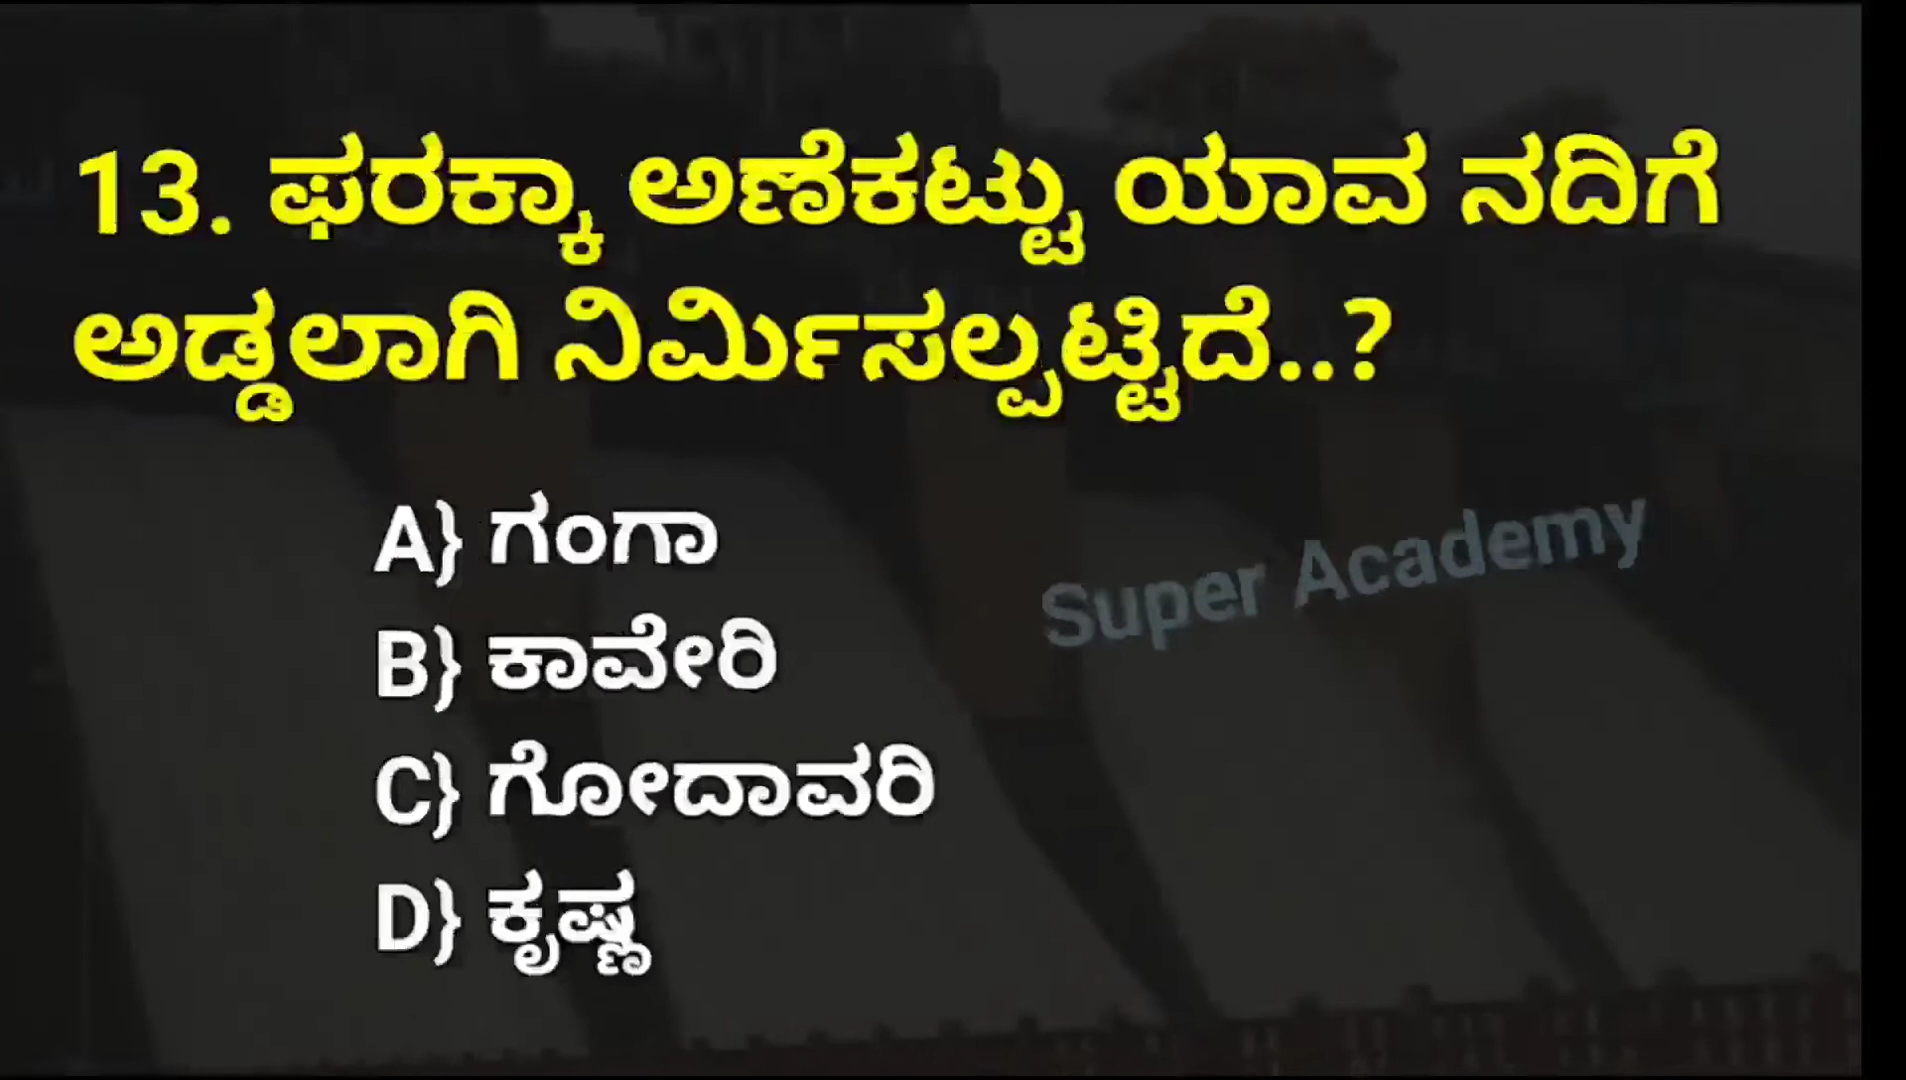 13. ಫರಕ್ಕಾ ಅಣೆಕಟ್ಟು ಯಾವ ನದಿಗೆ
ಅಡ್ಡಲಾಗಿ ನಿರ್ಮಿಸಲ್ಪಟ್ಟಿದೆ..?
A} ಗಂಗಾ
B} ಕಾವೇರಿ
C} ಗೋದಾವರಿ
D} ಕೃಷ್ಣ
Super Academy